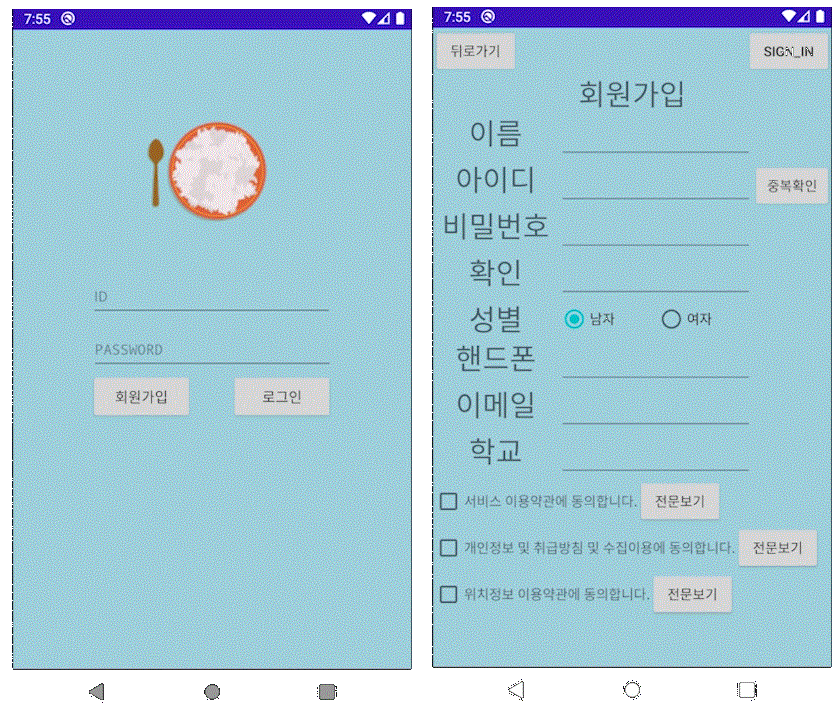 7:55
ID
PASSWORD
회원가입 로그인
7:55
뒤로가기 SIGN_IN
회원가입
이름
아이디 중복확인
비밀번호
확인
성별 남자 여자
핸드폰
이메일
학교
서비스 이용약관에 동의합니다. 전문보기
개인정보 및 취급방침 및 수집이용에 동의합니다. 전문보기
위치정보 이용약관에 동의합니다. 전문보기